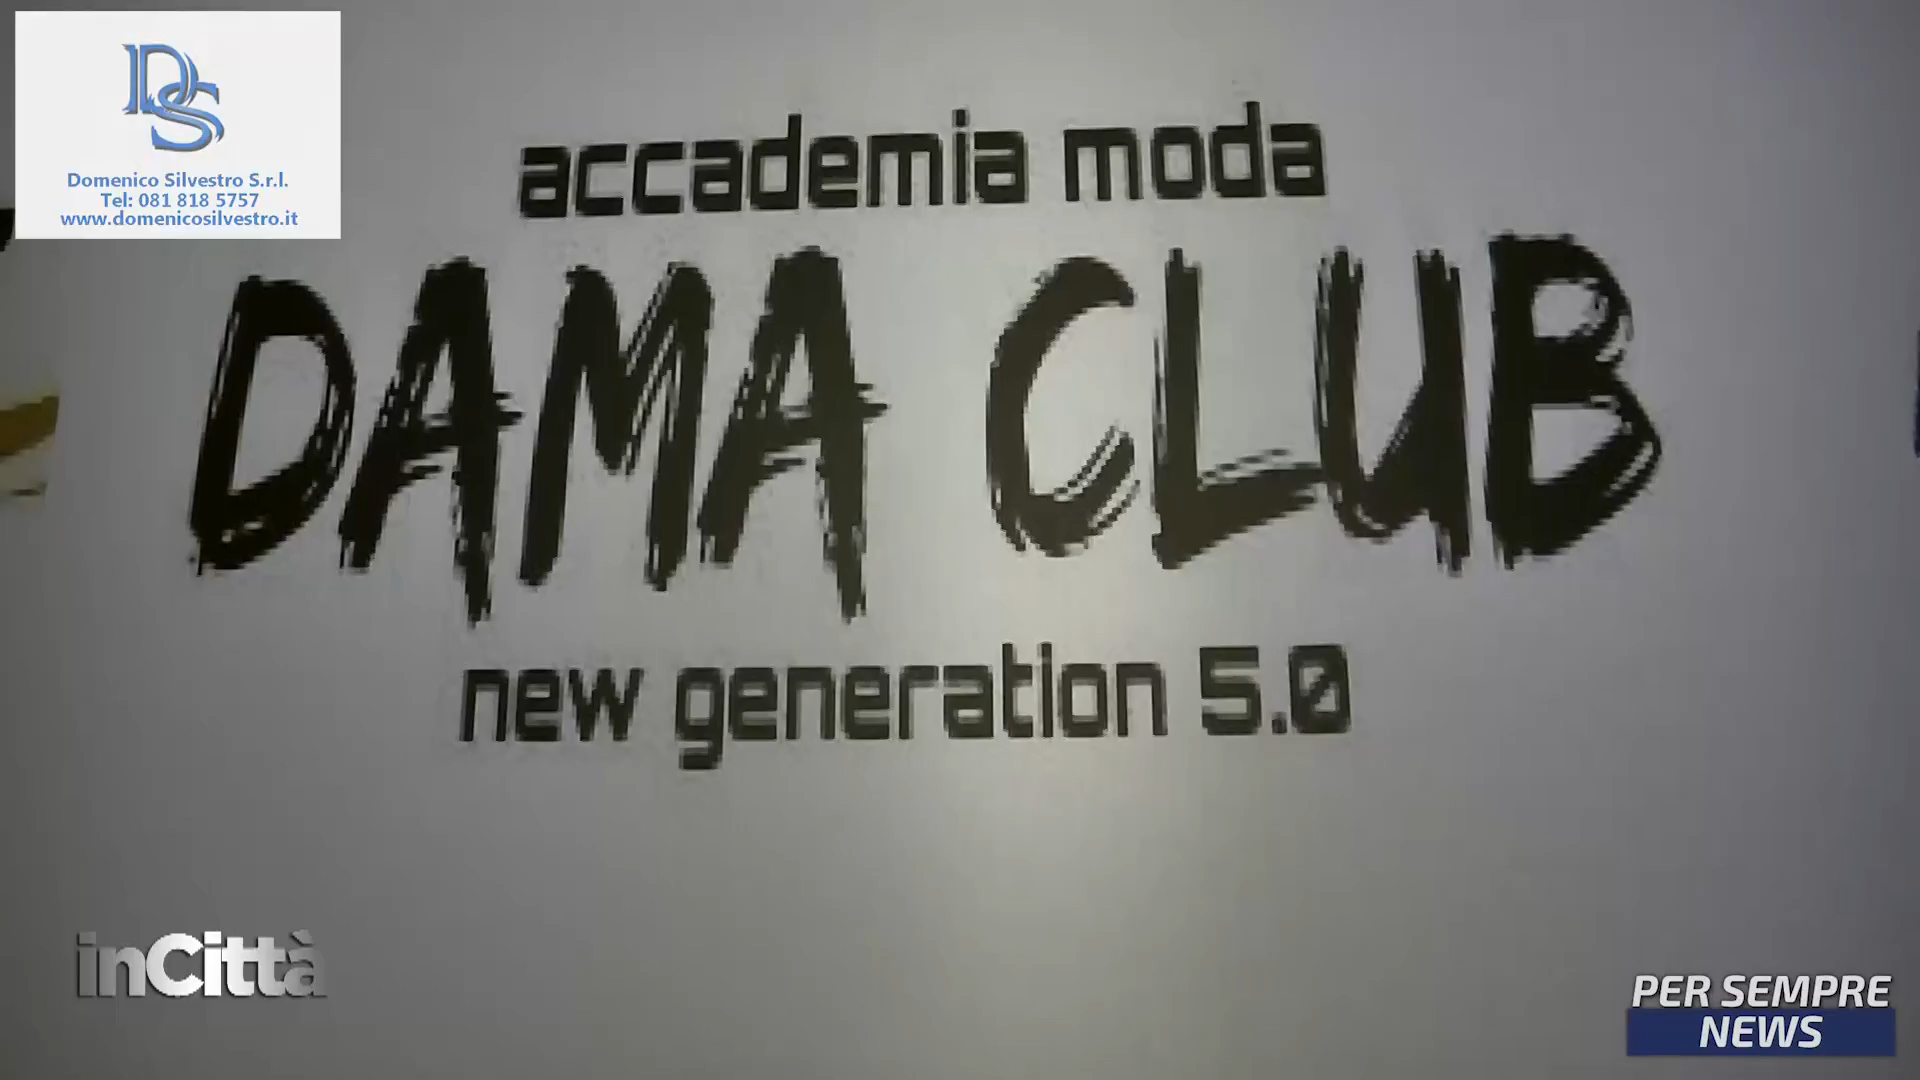 DS
Domenico Silvestro S.r.l.
Tel: 081 818 5757
www.domenicosilvestro.it
accademia moda
DAMA CLUB
new generation 5.0
inCittà
PER SEMPRE
NEWS